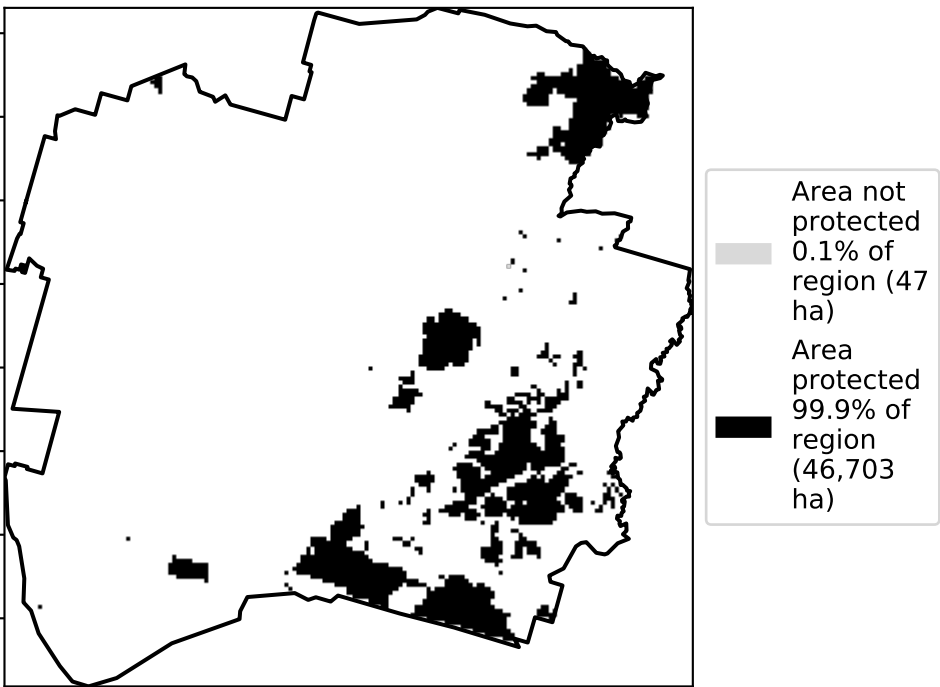 Area not
protected
0.1% of
region (47
ha)
Area
protected
99.9% of
region
(46,703
ha)